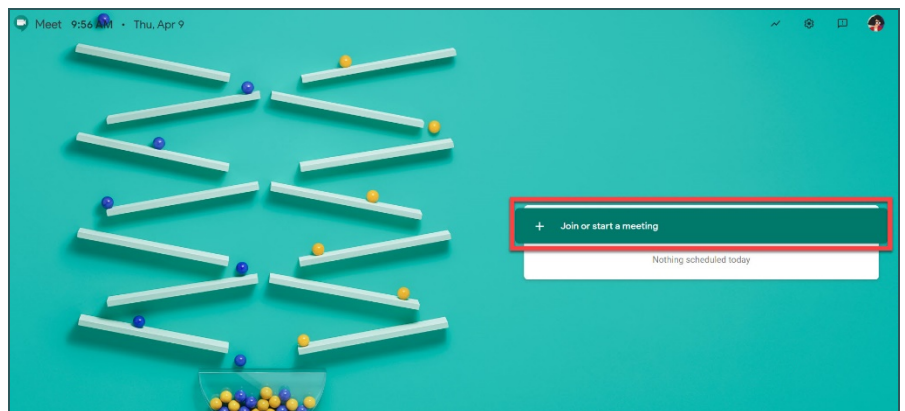 Meet 9:56 AM • Thu, Apr 9
+ Join or start a meeting
Nothing scheduled today